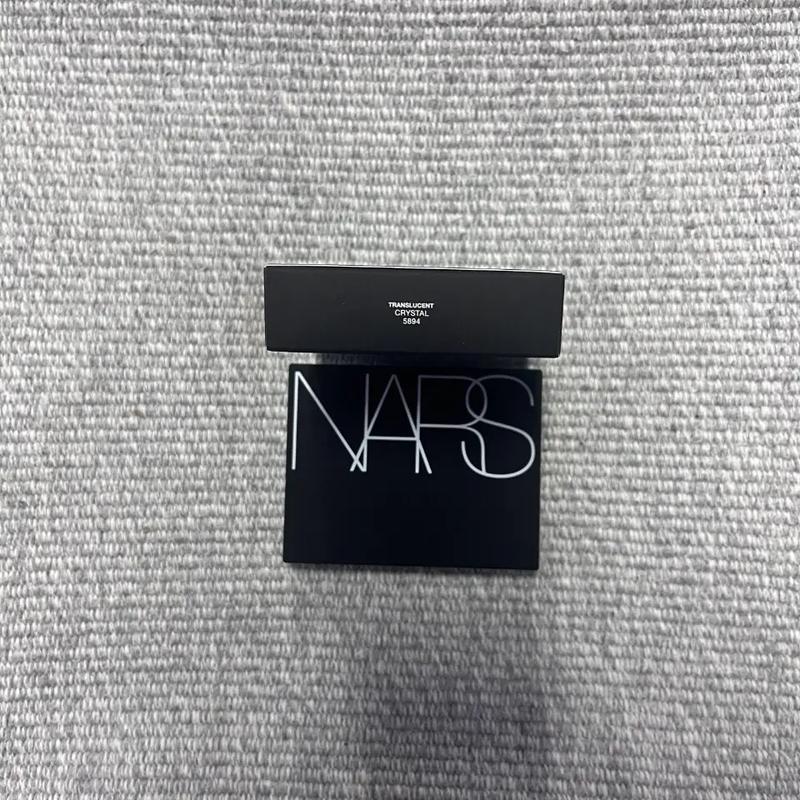 TRANSLUCENT
CRYSTAL
5894
NARS